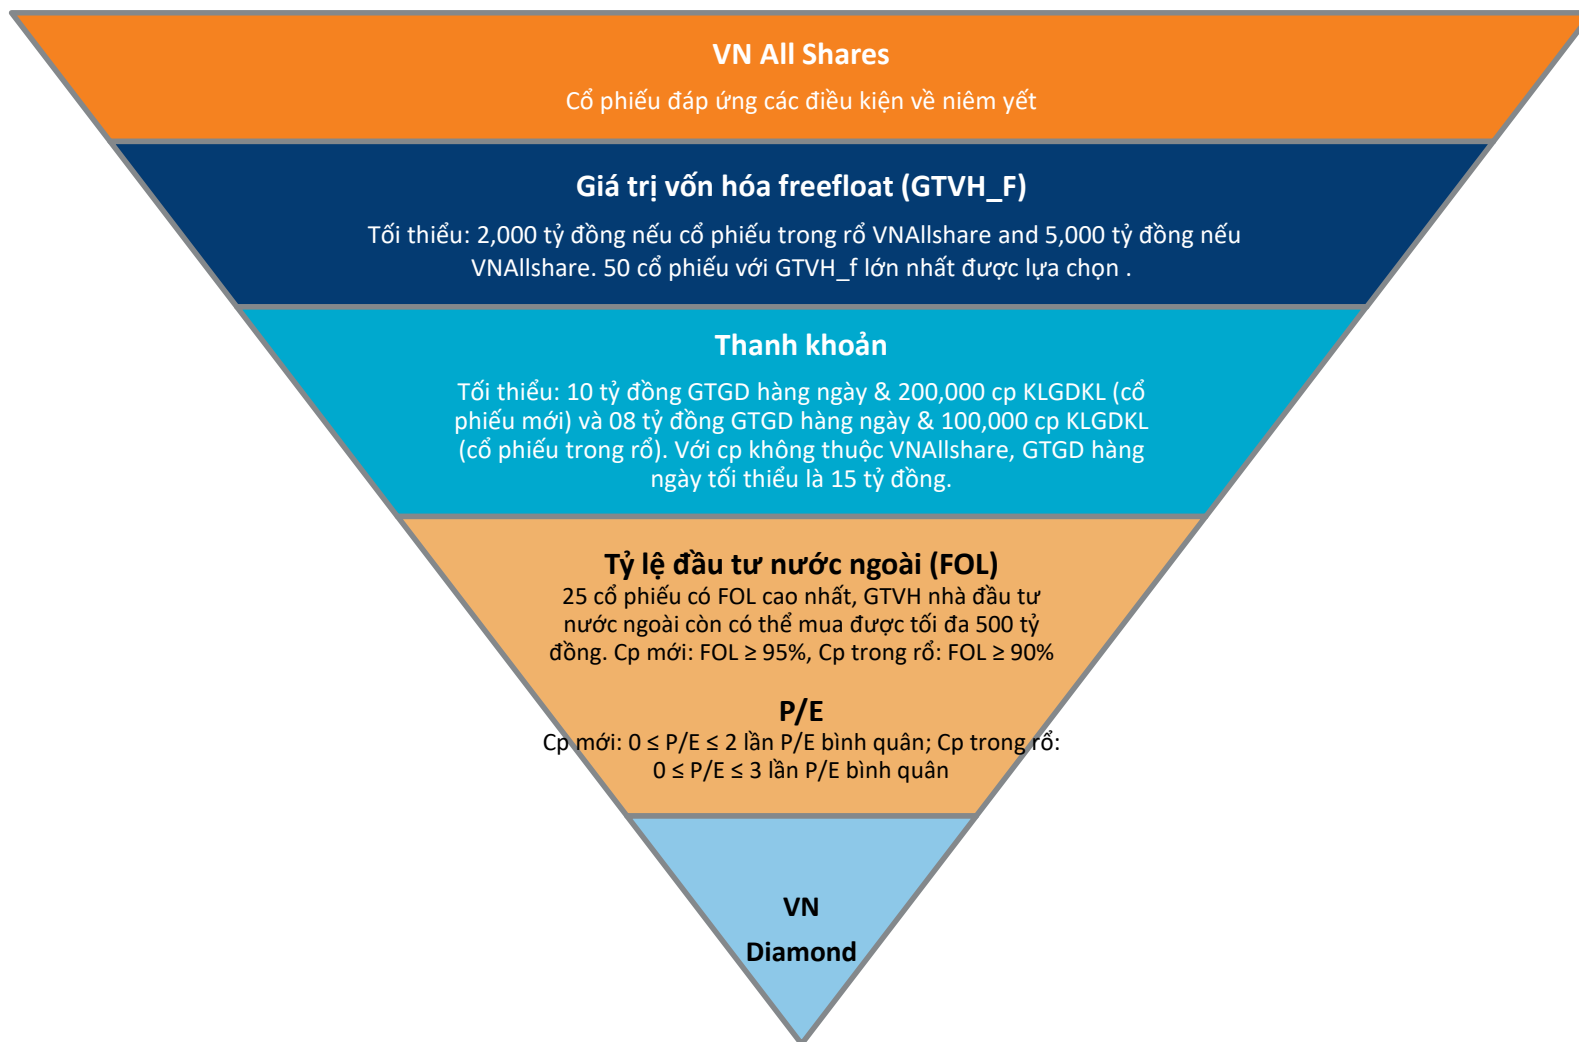 VN All Shares
Cổ phiếu đáp ứng các điều kiện về niêm yết
Giá trị vốn hóa freefloat (GTVH_F)
Tối thiểu: 2,000 tỷ đồng nếu cổ phiếu trong rổ VNAllshare and 5,000 tỷ đồng nếu
VNAllshare. 50 cổ phiếu với GTVH_f lớn nhất được lựa chọn .
Thanh khoản
Tối thiểu: 10 tỷ đồng GTGD hàng ngày & 200,000 cp KLGDKL (cổ
phiếu mới) và 08 tỷ đồng GTGD hàng ngày & 100,000 cp KLGDKL
(cổ phiếu trong rổ). Với cp không thuộc VNAllshare, GTGD hàng
ngày tối thiểu là 15 tỷ đồng.
Tỷ lệ đầu tư nước ngoài (FOL)
25 cổ phiếu có FOL cao nhất, GTVH nhà đầu tư
nước ngoài còn có thể mua được tối đa 500 tỷ
đồng. Cp mới: FOL ≥ 95%, Cp trong rổ: FOL ≥ 90%
P/E
Cp mới: 0 ≤ P/E ≤ 2 lần P/E bình quân; Cp trong rổ:
0 ≤ P/E ≤ 3 lần P/E bình quân
VN
Diamond